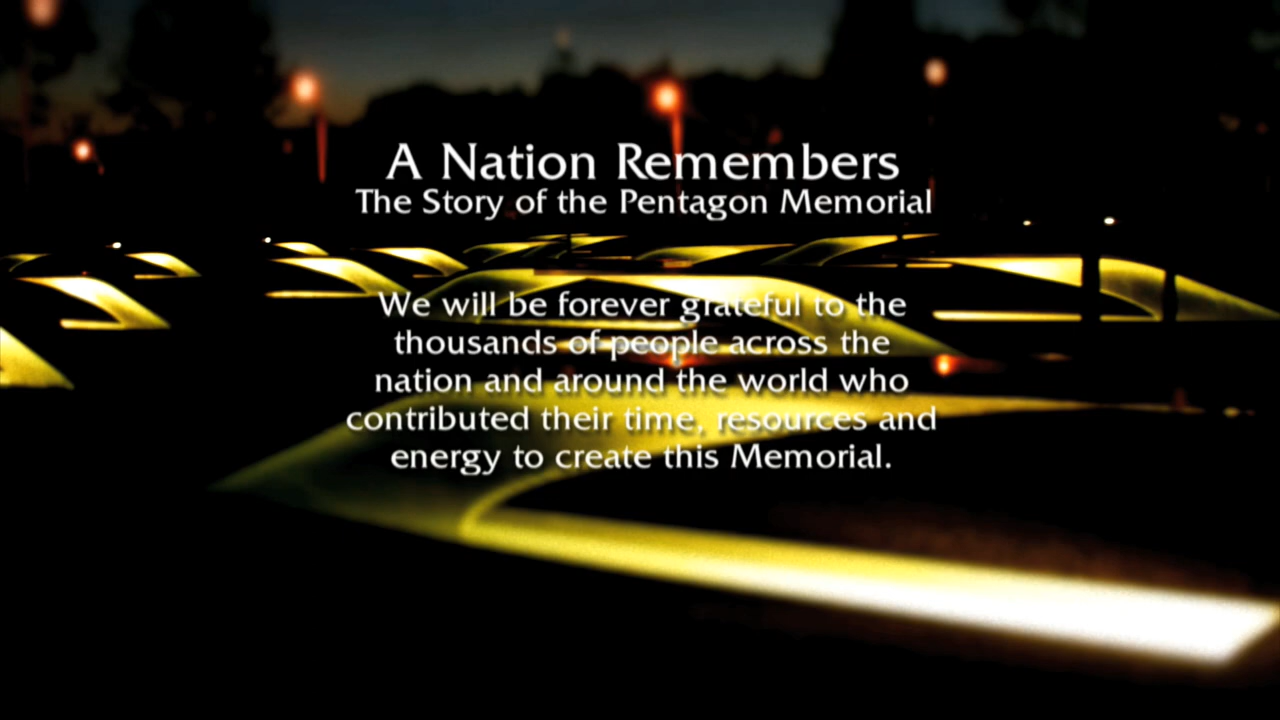 A Nation Remembers
The Story of the Pentagon Memorial
We will be forever grateful to the
thousands of people across the
nation and around the world who
contributed their time, resources and
energy to create this Memorial.